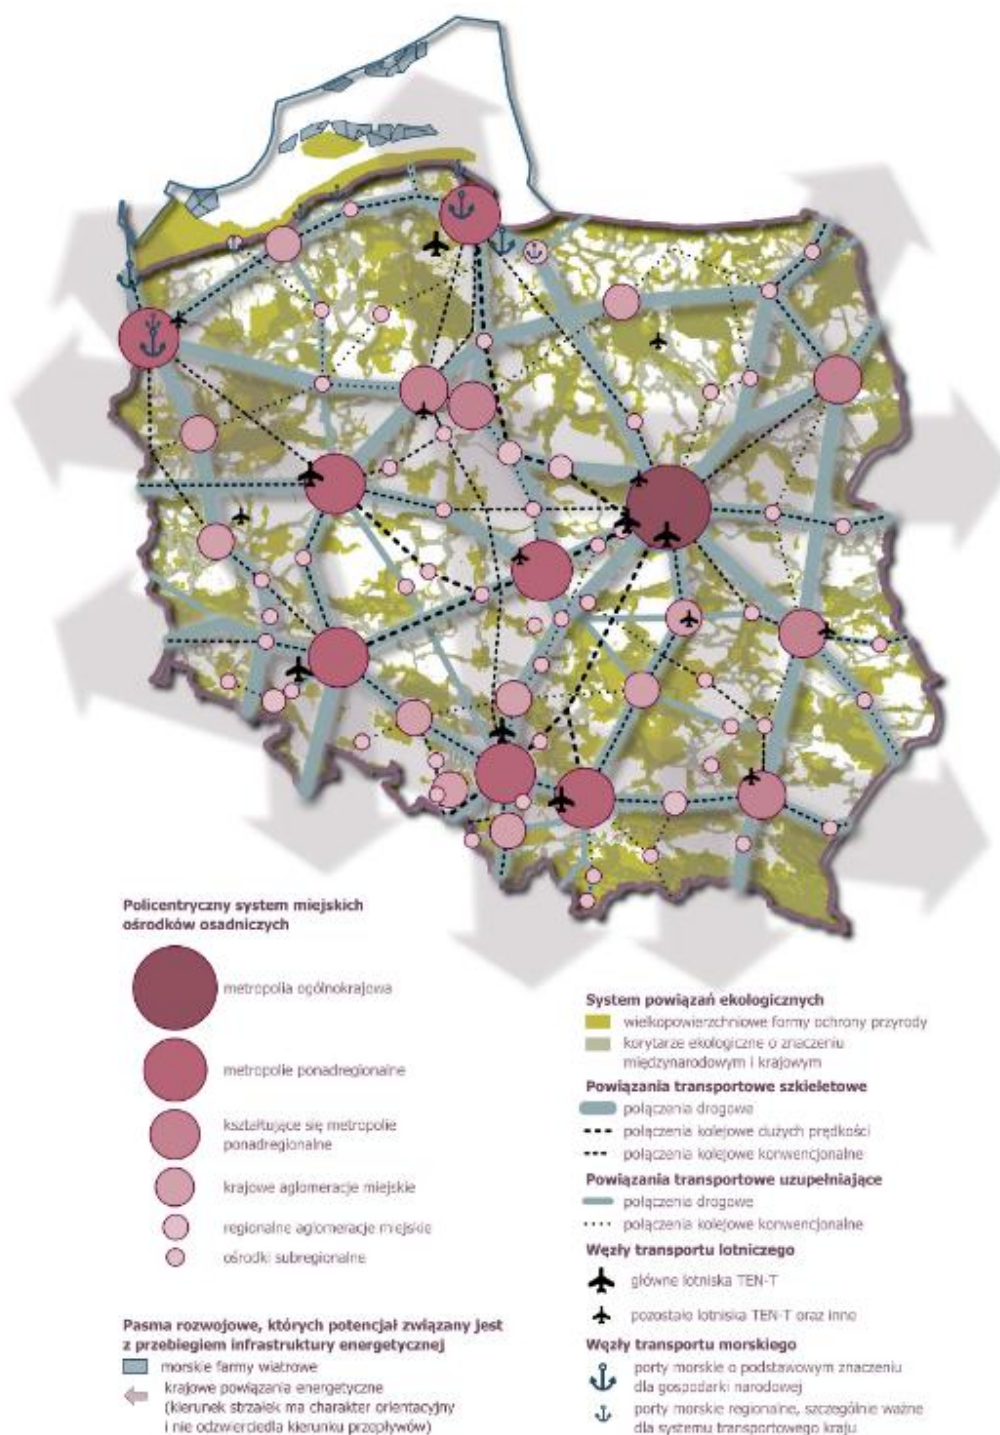 Policentryczny system miejskich
ośrodków osadniczych
metropolia ogólnokrajowa
metropolie ponadregionalne
kształtujące się metropolie
ponadregionalne
krajowe aglomeracje miejskie
regionalne aglomeracje miejskie
ośrodki subregionalne
Pasma rozwojowe, których potencjał związany jest
z przebiegiem infrastruktury energetycznej
morskie farmy wiatrowe
krajowe powiązania energetyczne
(kierunek strzałek ma charakter orientacyjny
i nie odzwierciedla kierunku przepływów)
System powiązań ekologicznych
wielkopowierzchniowe formy ochrony przyrody
korytarze ekologiczne o znaczeniu
międzynarodowym i krajowym
Powiązania transportowe szkieletowe
połączenia drogowe
połączenia kolejowe dużych prędkości
połączenia kolejowe konwencjonalne
Powiązania transportowe uzupełniające
połączenia drogowe
połączenia kolejowe konwencjonalne
Węzły transportu lotniczego
główne lotniska TEN-T
pozostałe lotniska TEN-T oraz inne
Węzły transportu morskiego
porty morskie o podstawowym znaczeniu
dla gospodarki narodowej
porty morskie regionalne, szczególnie ważne
dla systemu transportowego kraju